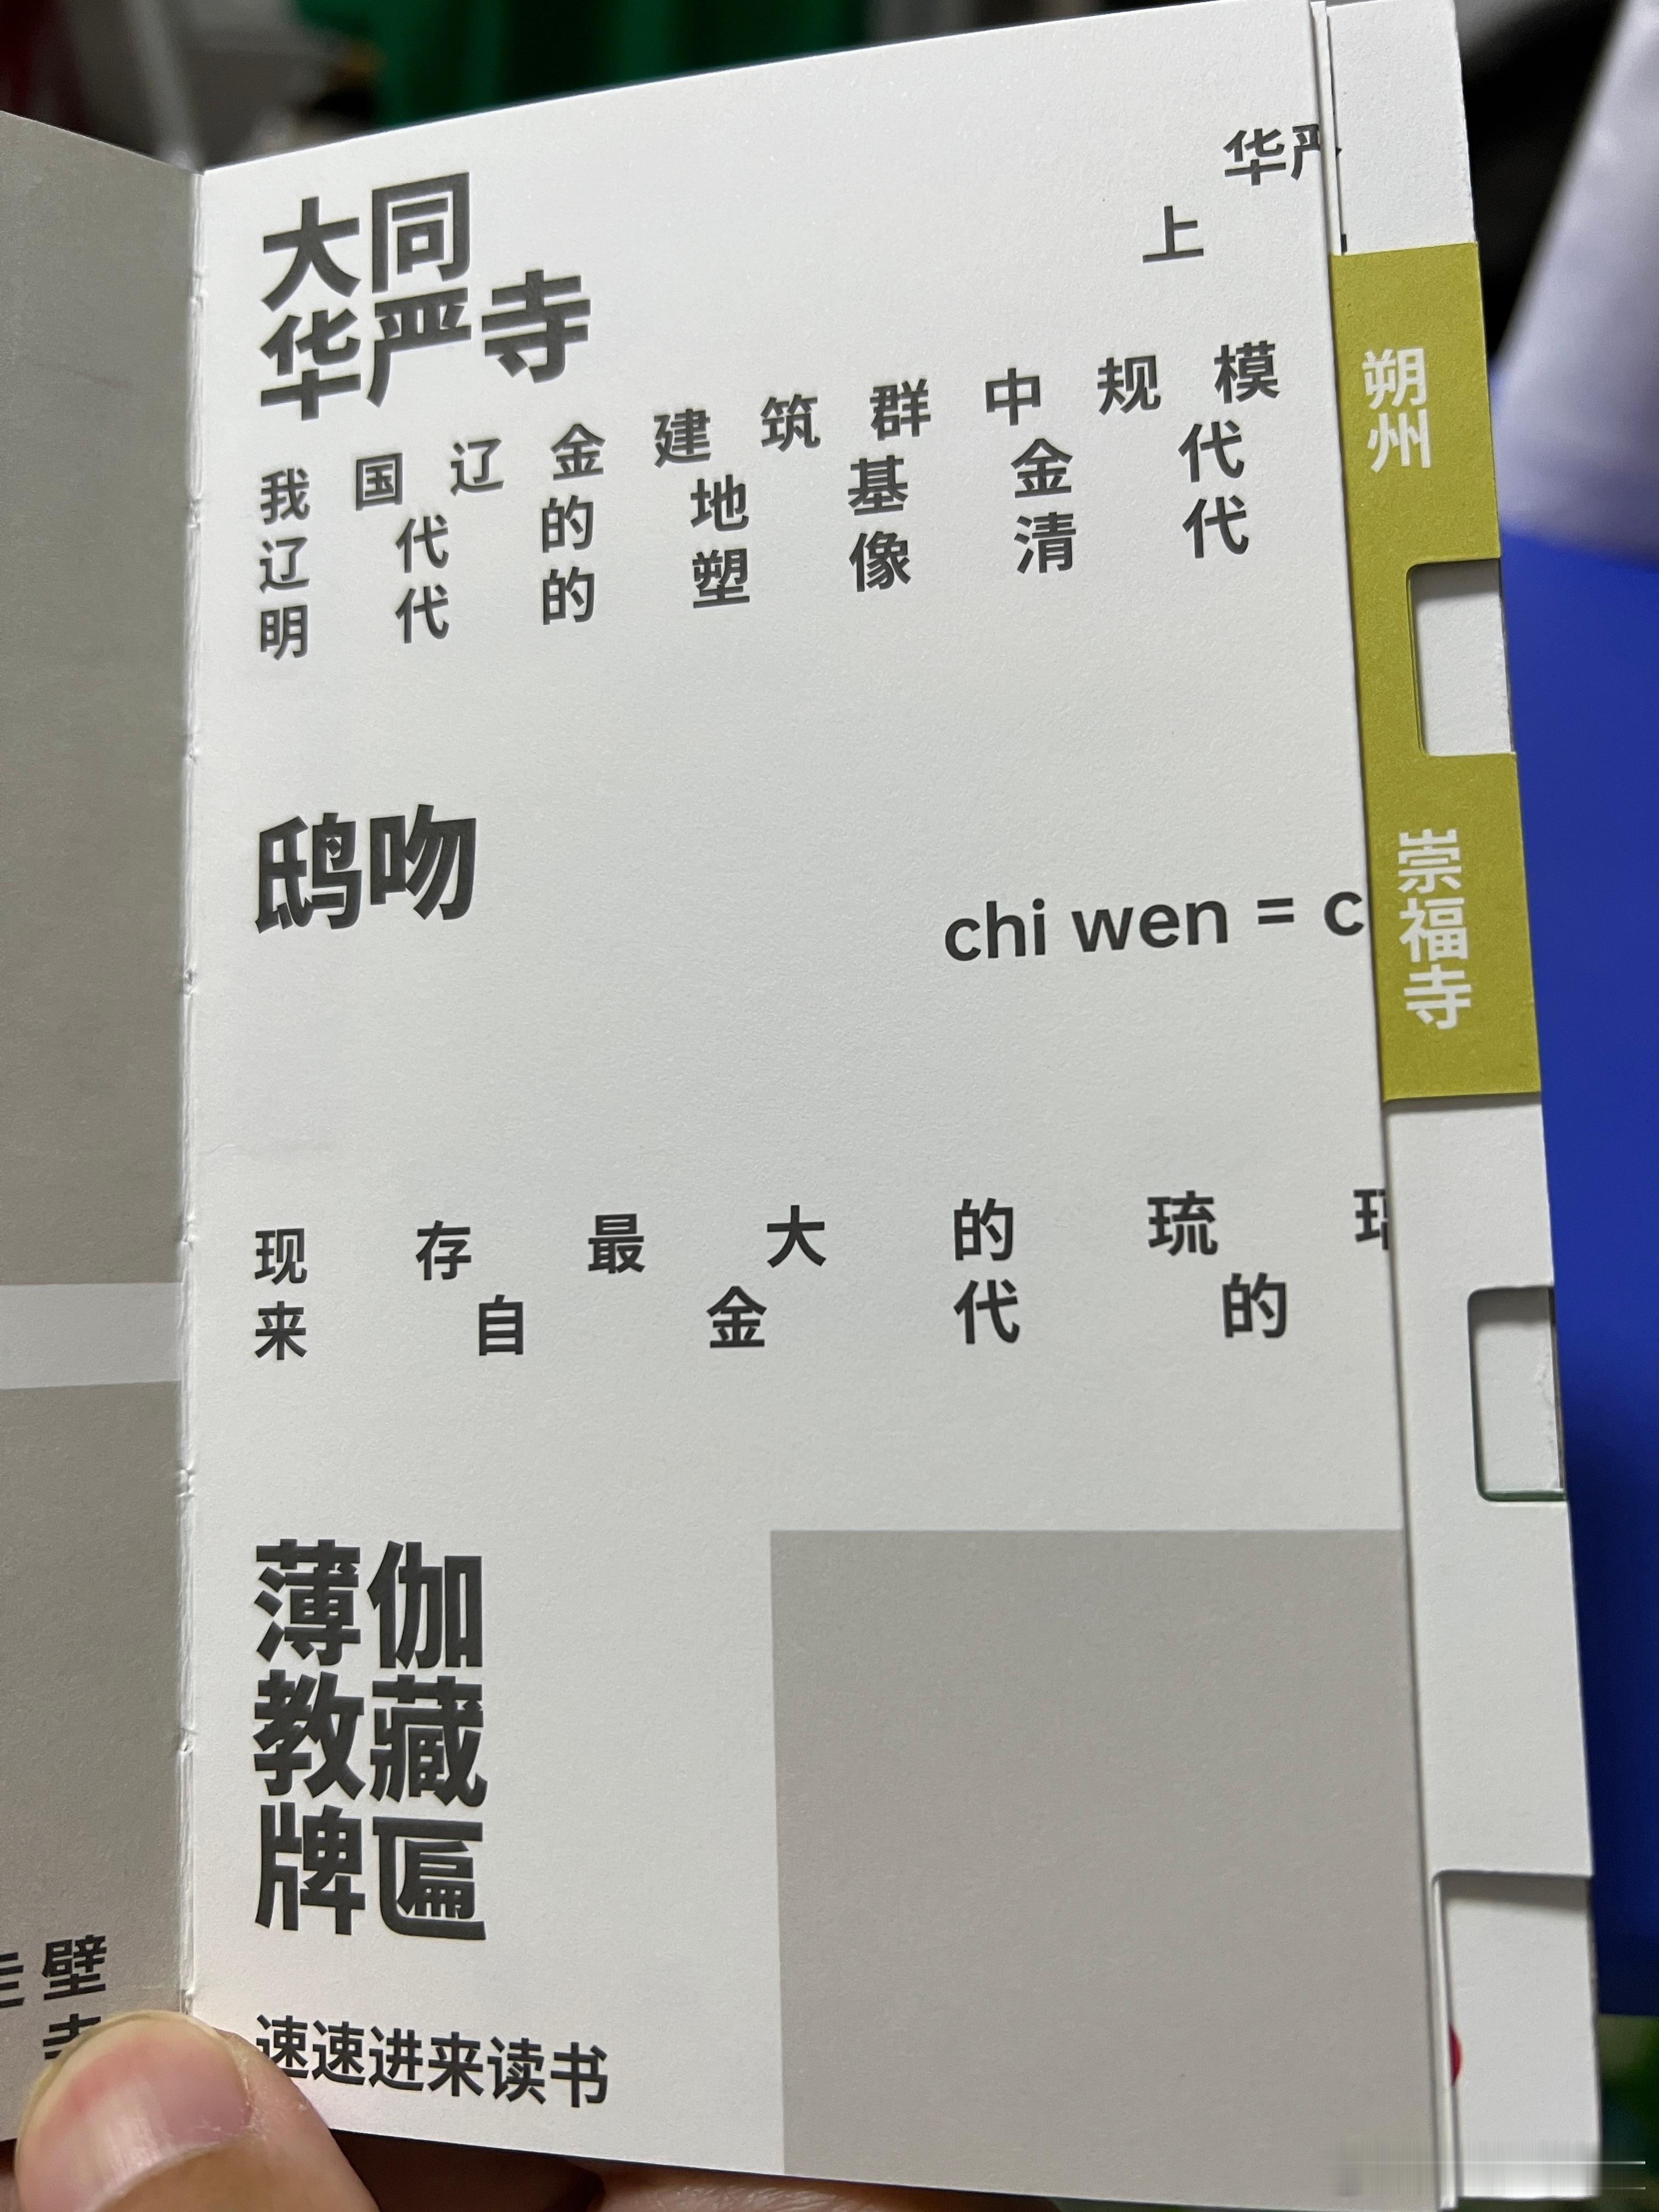 大同
华严寺
华严
上
我国辽金建筑群中规模
辽代的地基金代
明代的塑像清代
鸱吻
chi wen = c
现存最大的琉
来自金代的
薄伽
教藏
牌匾
速速进来读书
朔州
崇福寺
壁